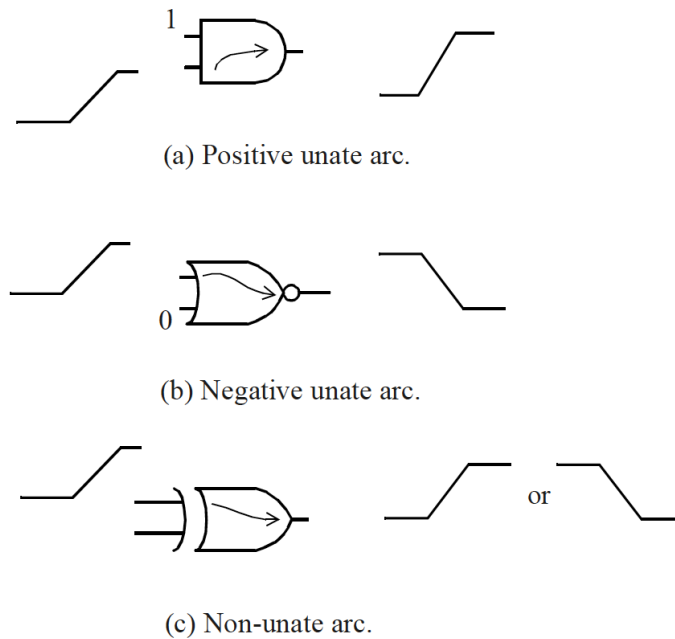 1
(a) Positive unate arc.
0
(b) Negative unate arc.
or
(c) Non-unate arc.